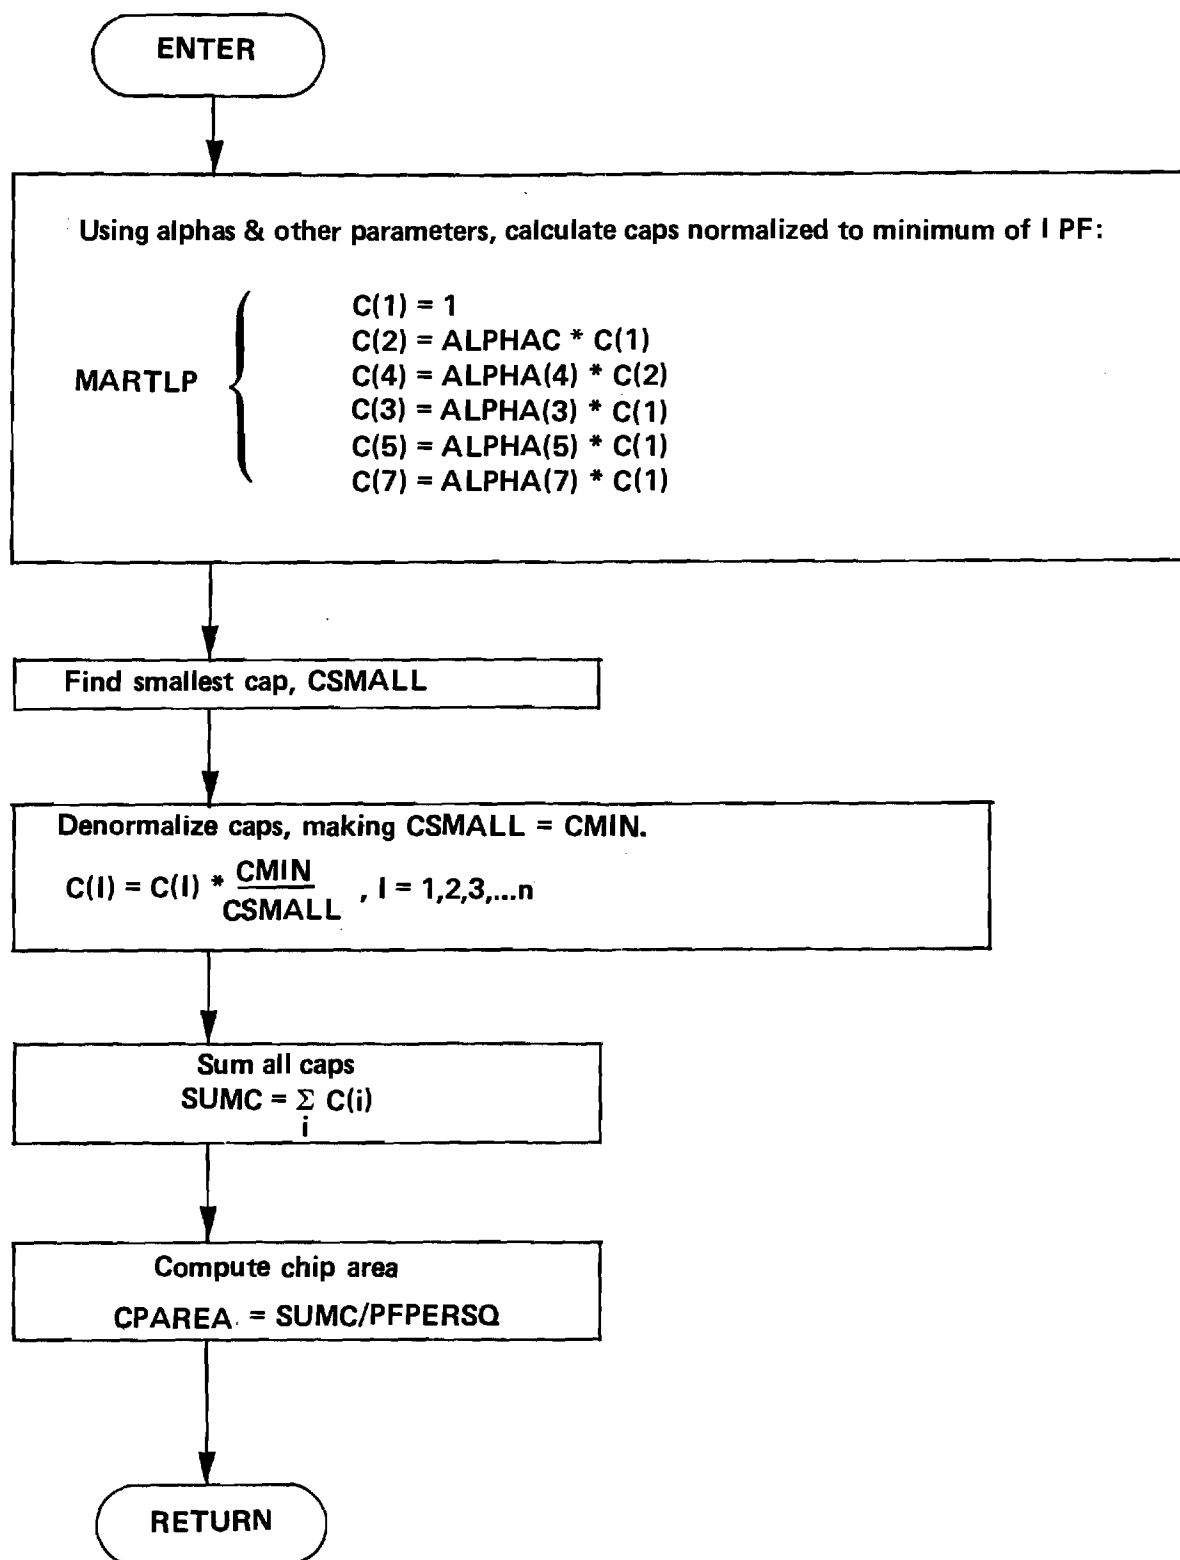 ENTER
Using alphas & other parameters, calculate caps normalized to minimum of I PF:
MARTLP
C(1) = 1
C(2) = ALPHAC * C(1)
C(4) = ALPHA(4) * C(2)
C(3) = ALPHA(3) * C(1)
C(5) = ALPHA(5) * C(1)
C(7) = ALPHA(7) * C(1)
Find smallest cap, CSMALL
Denormalize caps, making CSMALL = CMIN.
C(I) = C(I) * CMIN / CSMALL , I = 1,2,3,...n
Sum all caps
SUMC = Σ C(i)
i
Compute chip area
CPAREA = SUMC/PFPERSQ
RETURN